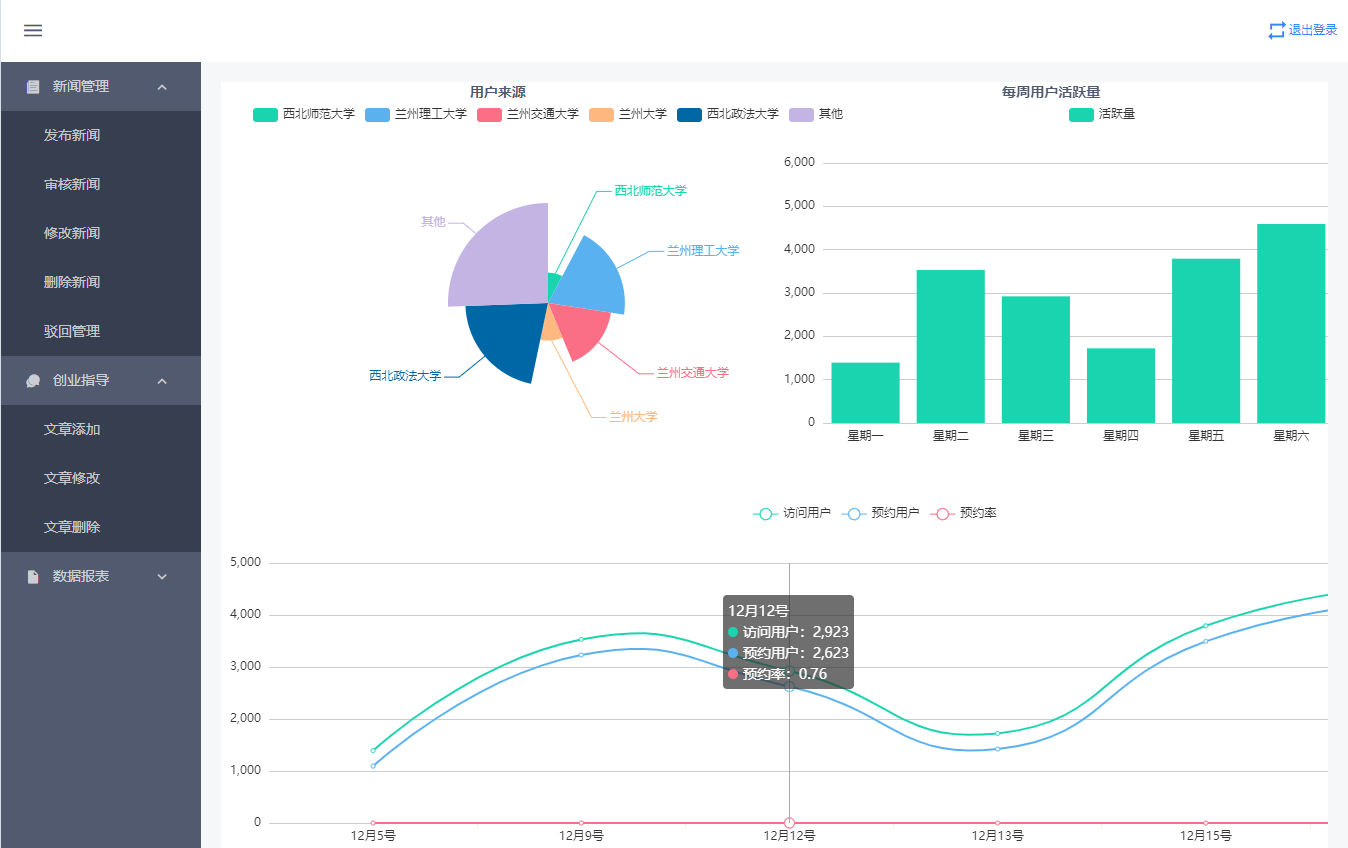 退出登录
新闻管理
发布新闻
审核新闻
修改新闻
删除新闻
驳回管理
创业指导
文章添加
文章修改
文章删除
数据报表
用户来源
西北师范大学 兰州理工大学 兰州交通大学 兰州大学 西北政法大学 其他
西北师范大学
其他
兰州理工大学
兰州交通大学
西北政法大学
兰州大学
每周用户活跃量
活跃量
6,000
5,000
4,000
3,000
2,000
1,000
0
星期一 星期二 星期三 星期四 星期五 星期六
访问用户 预约用户 预约率
5,000
4,000
3,000
2,000
1,000
0
12月12号
访问用户：2,923
预约用户：2,623
预约率：0.76
12月5号 12月9号 12月12号 12月13号 12月15号